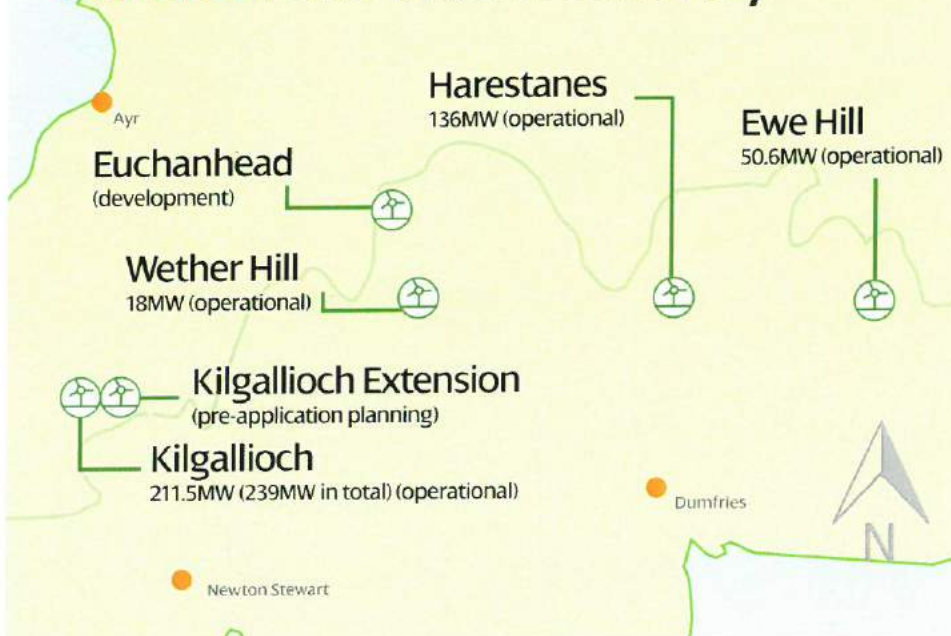 Ayr
Harestanes
136MW (operational)
Ewe Hill
50.6MW (operational)
Euchanhead
(development)
Wether Hill
18MW (operational)
Kilgallioch Extension
(pre-application planning)
Kilgallioch
211.5MW (239MW in total) (operational)
Dumfries
N
Newton Stewart